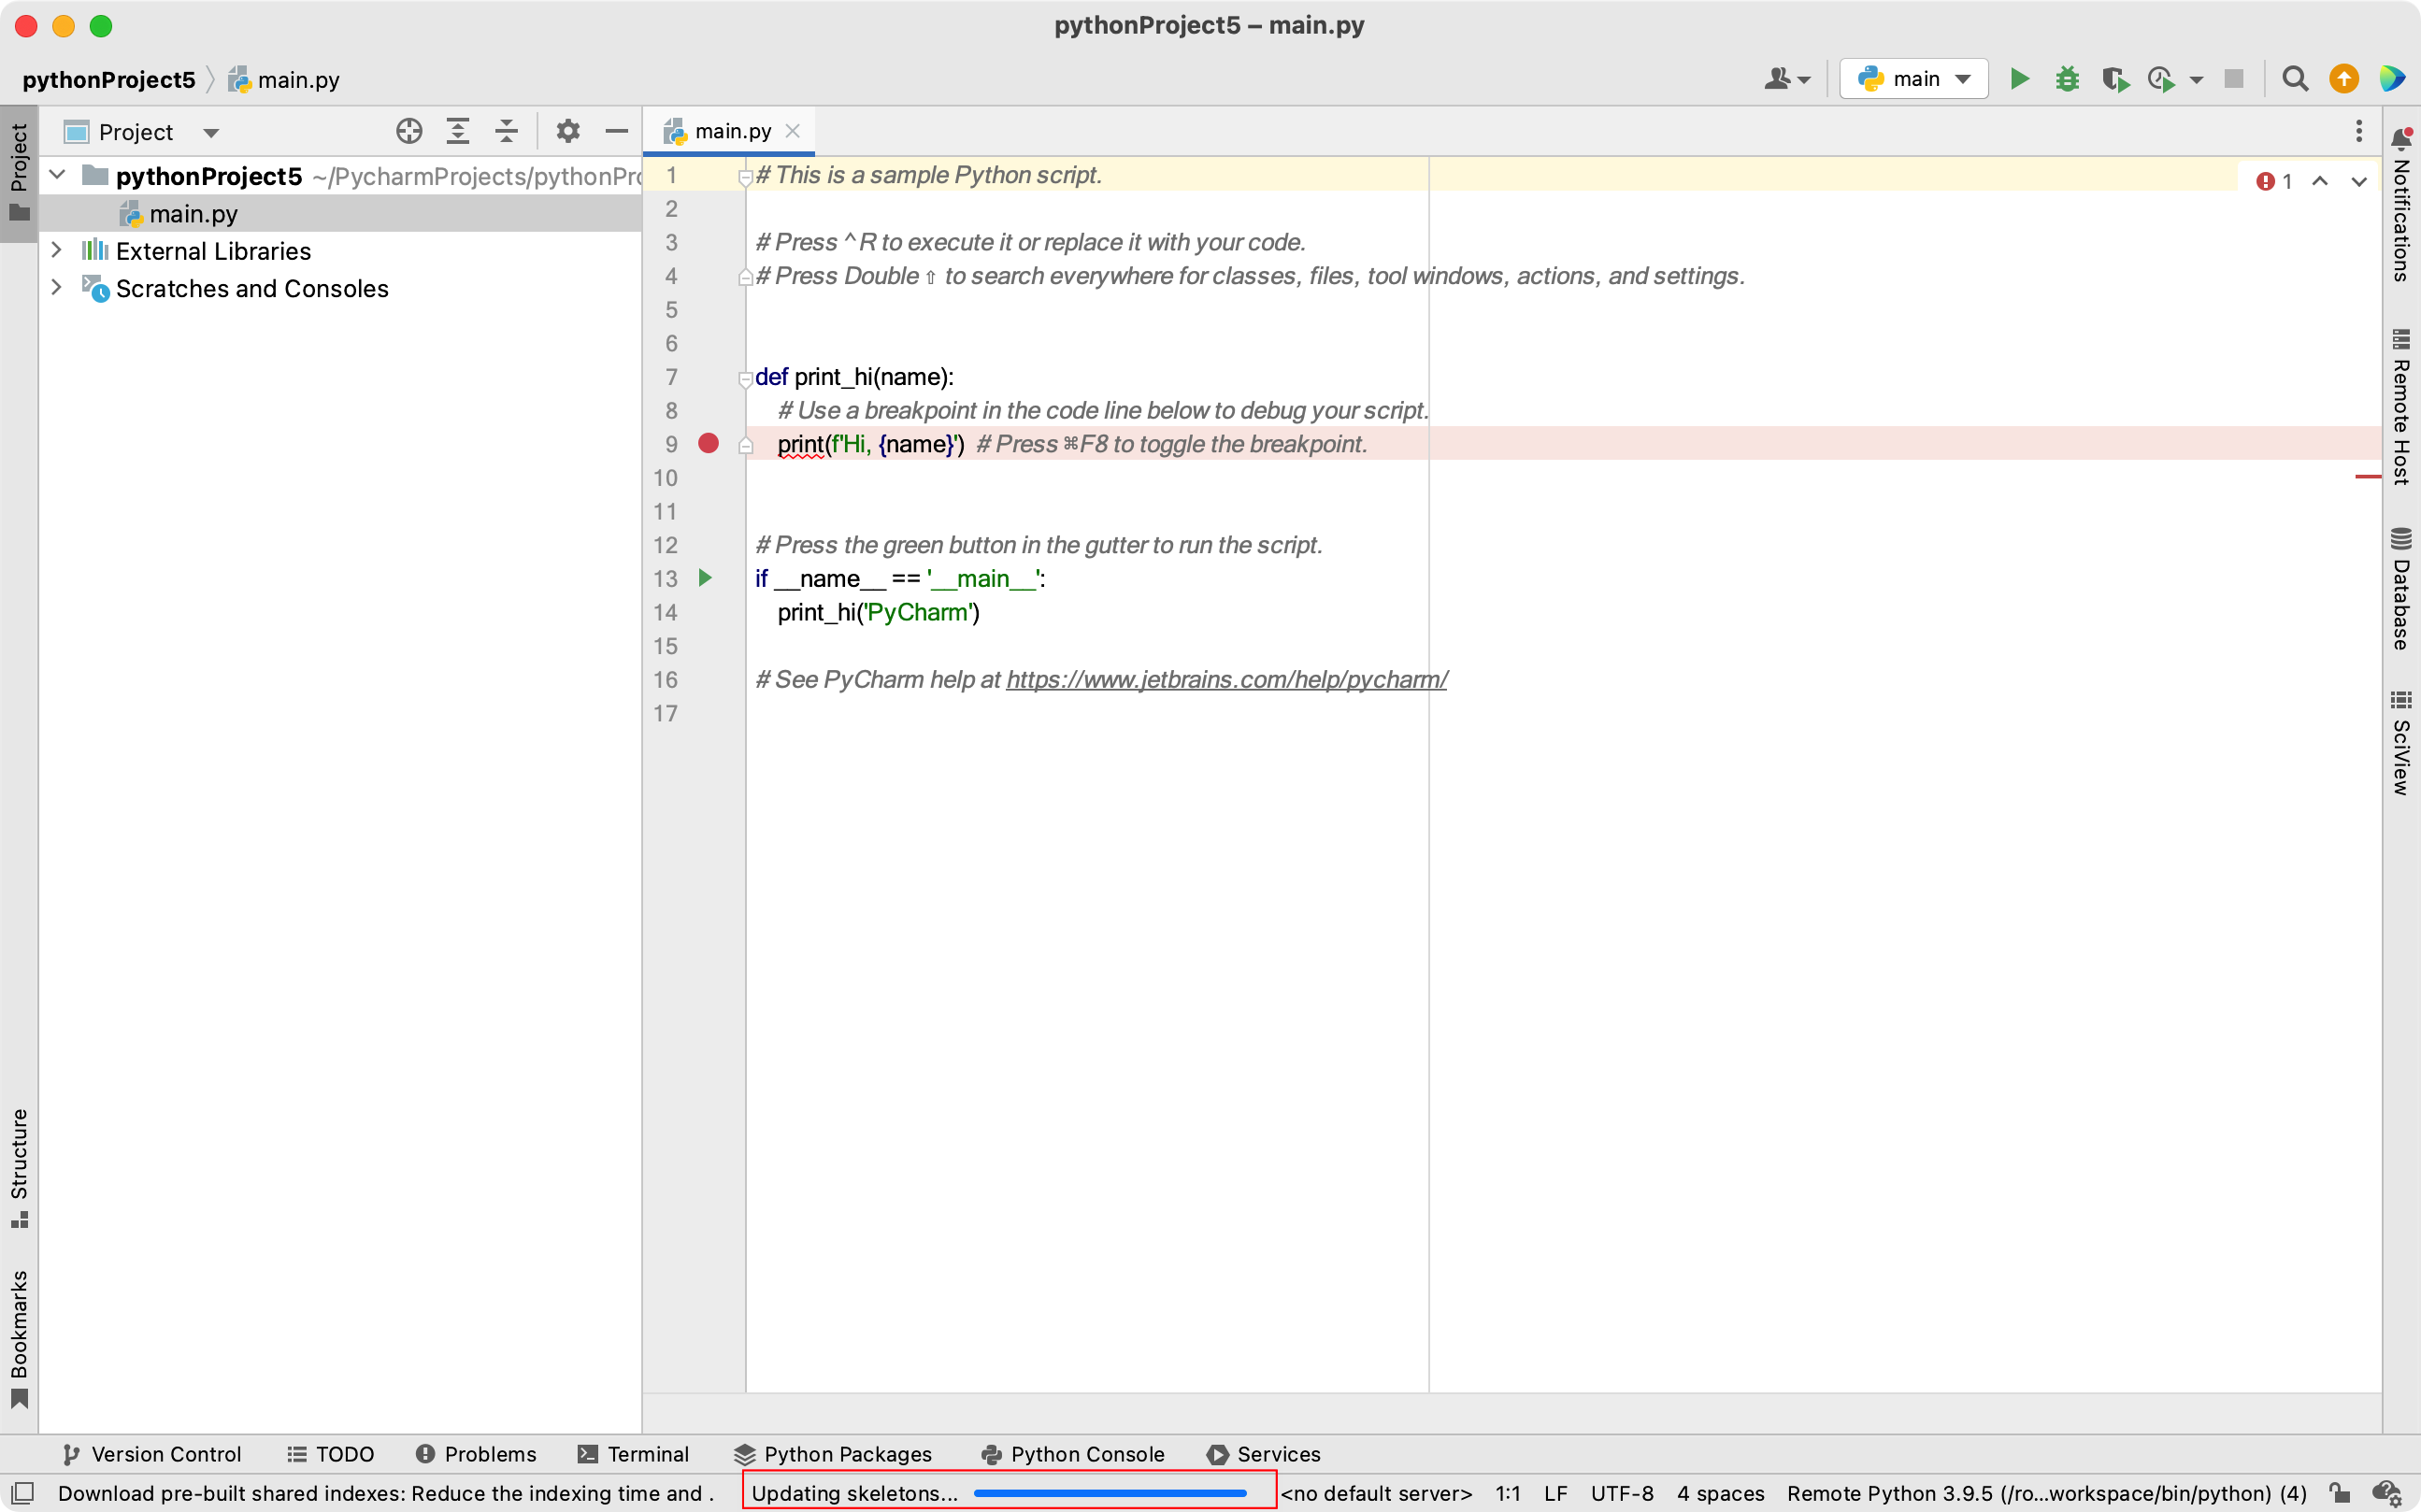 pythonProject5 – main.py
pythonProject5 main.py
main
Project
Project
main.py
pythonProject5 ~/PycharmProjects/pythonPr
main.py
External Libraries
Scratches and Consoles
1 # This is a sample Python script.
1
2
3 # Press ^R to execute it or replace it with your code.
4 # Press Double ⇧ to search everywhere for classes, files, tool windows, actions, and settings.
5
6
7 def print_hi(name):
8 # Use a breakpoint in the code line below to debug your script.
9 print(f'Hi, {name}') # Press ⌘F8 to toggle the breakpoint.
10
11
12 # Press the green button in the gutter to run the script.
13 if __name__ == '__main__':
14 print_hi('PyCharm')
15
16 # See PyCharm help at https://www.jetbrains.com/help/pycharm/
17
Notifications
Remote Host
Database
SciView
Structure
Bookmarks
Version Control TODO Problems Terminal Python Packages Python Console Services
Download pre-built shared indexes: Reduce the indexing time and . Updating skeletons... <no default server> 1:1 LF UTF-8 4 spaces Remote Python 3.9.5 (/ro...workspace/bin/python) (4)